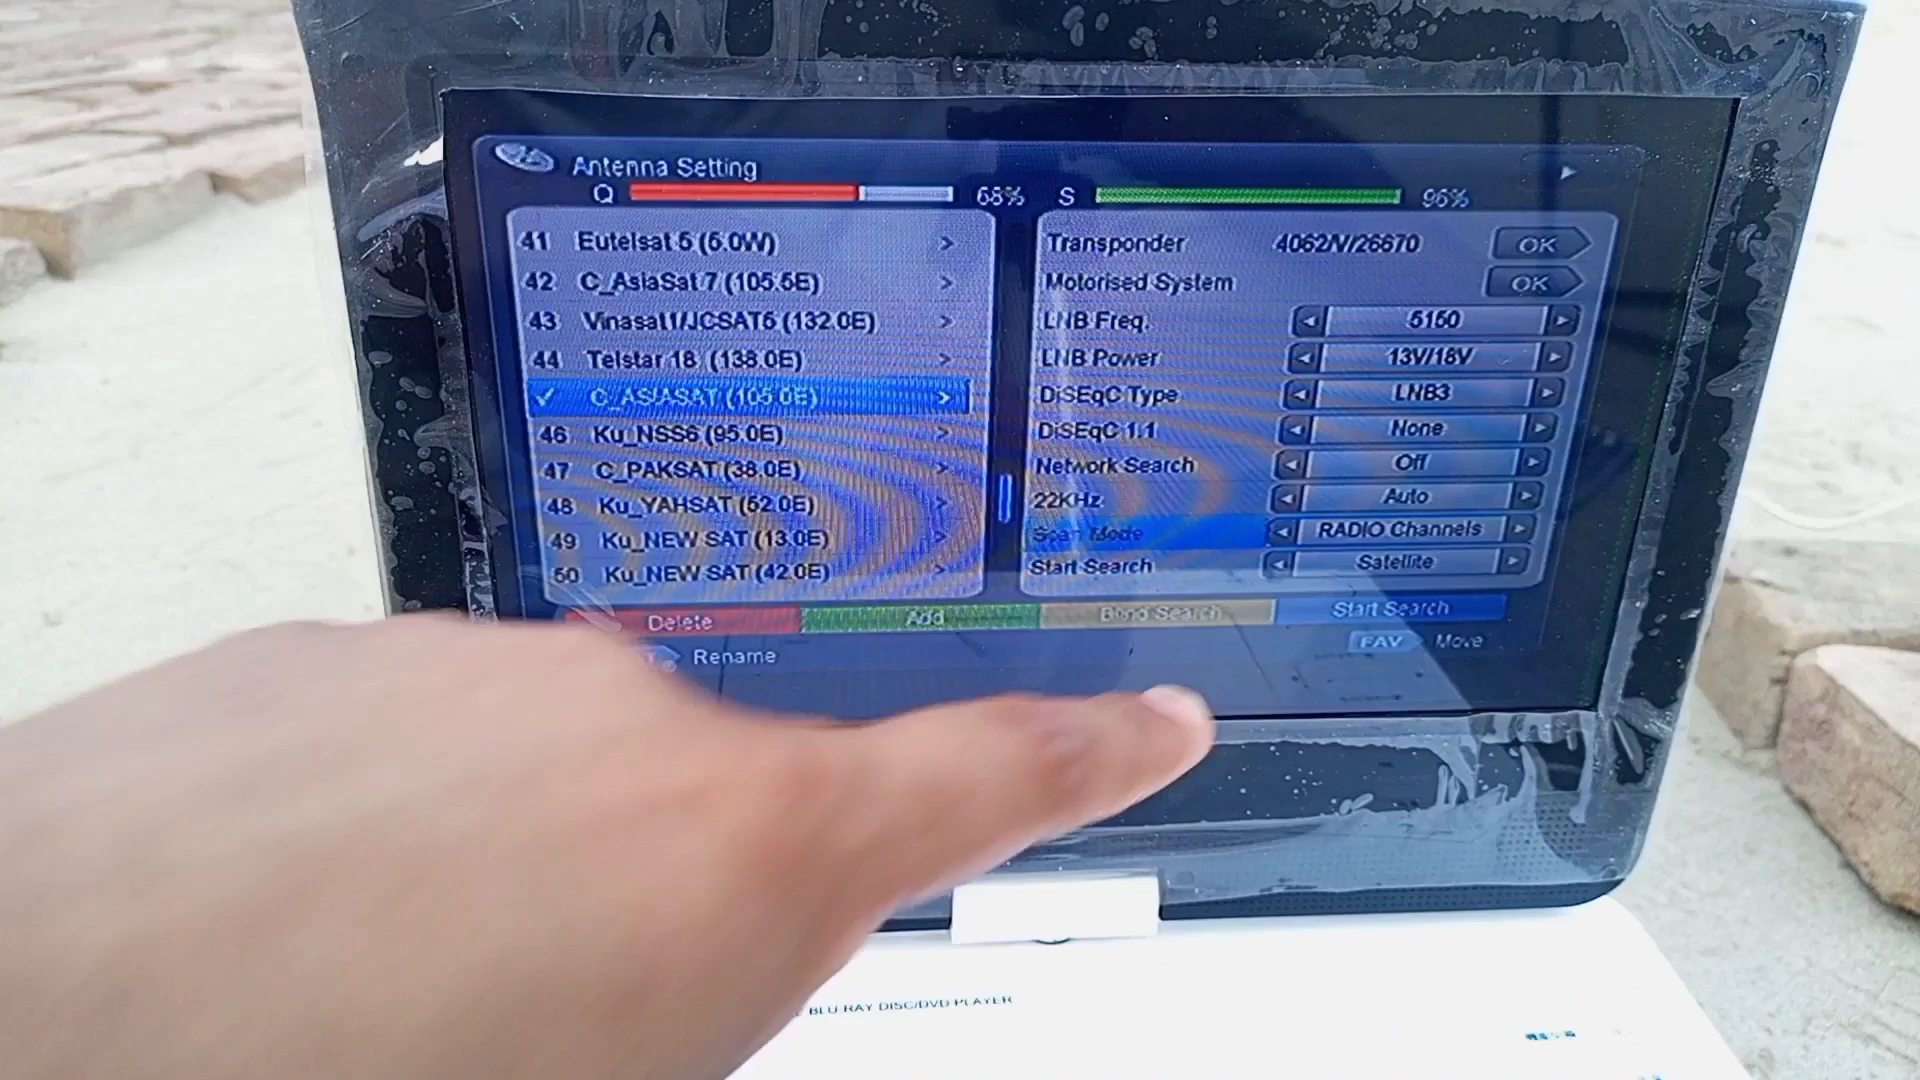 Antenna Setting
Q 68% S 96%
41 Eutelsat 5 (5.0W) >
42 C_AsiaSat 7 (105.5E) >
43 Vinasat1/JCSAT5 (132.0E) >
44 Telstar 18 (138.0E) >
✓ C_ASIASAT (105.0E) >
46 Ku_NSS6 (95.0E) >
47 C_PAKSAT (38.0E) >
48 Ku_YAHSAT (52.0E) >
49 Ku_NEW SAT (13.0E) >
50 Ku_NEW SAT (42.0E) >
Transponder 4062/V/26670 OK
Motorised System OK
LNB Freq. 5150
LNB Power 13V/18V
DiSEqC Type LNB3
DiSEqC 1.1 None
Network Search Off
22KHz Auto
Scan Mode RADIO Channels
Start Search Satellite
Delete Add Blind Search Start Search
Rename FAV Move
BLU RAY DISC/DVD PLAYER